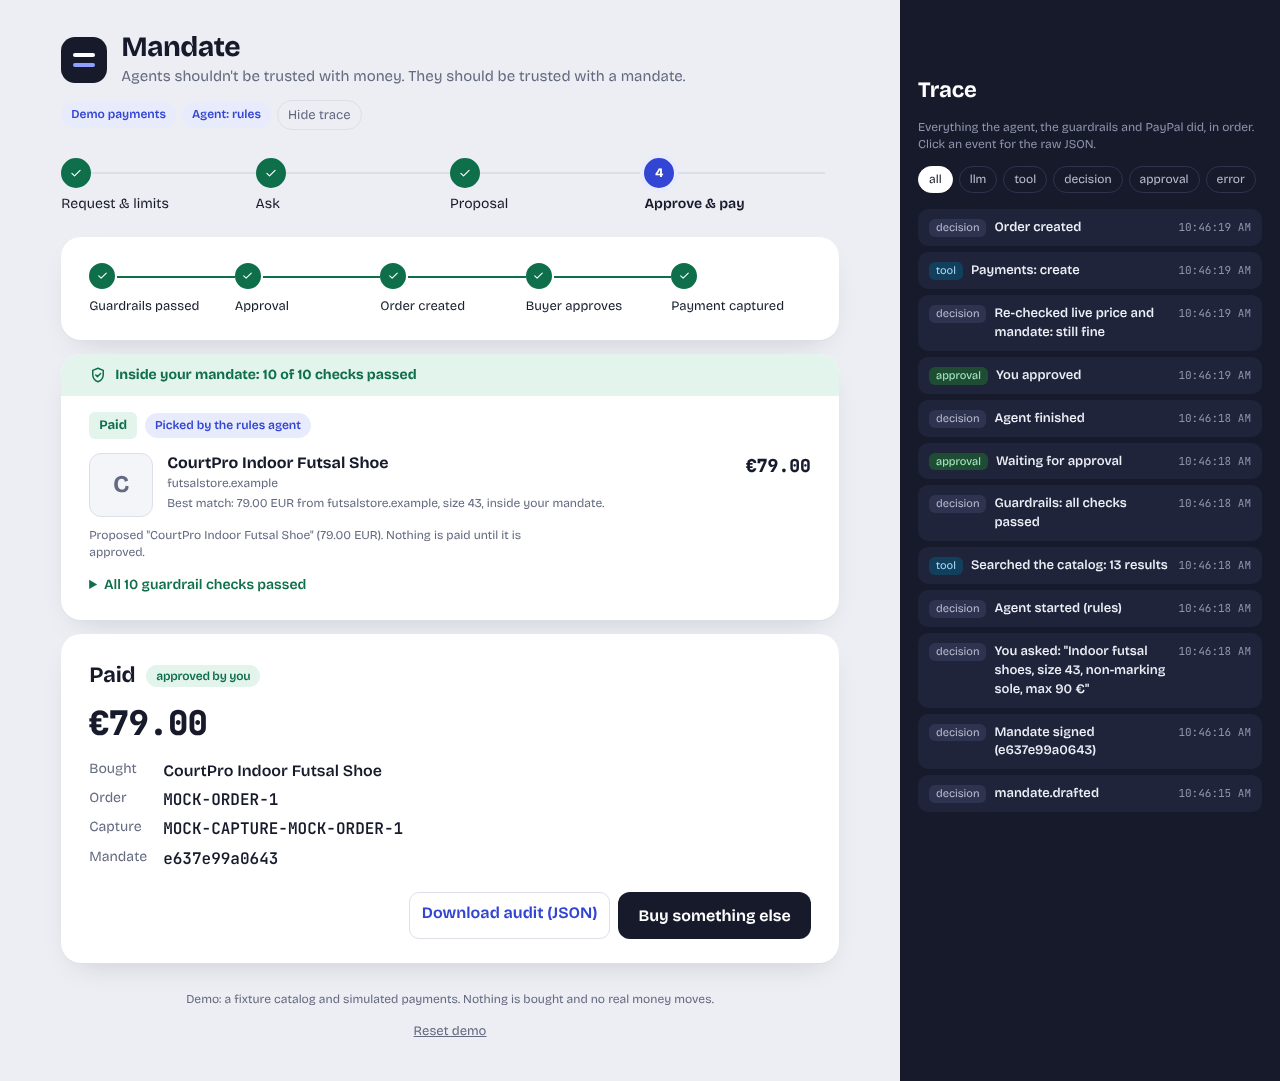 Mandate
Agents shouldn't be trusted with money. They should be trusted with a mandate.
Demo payments
Agent: rules
Hide trace
4
Request & limits
Ask
Proposal
Approve & pay
Guardrails passed
Approval
Order created
Buyer approves
Payment captured
Inside your mandate: 10 of 10 checks passed
Paid
Picked by the rules agent
C
CourtPro Indoor Futsal Shoe
€79.00
futsalstore.example
Best match: 79.00 EUR from futsalstore.example, size 43, inside your mandate.
Proposed "CourtPro Indoor Futsal Shoe" (79.00 EUR). Nothing is paid until it is
approved.
All 10 guardrail checks passed
Paid
approved by you
€79.00
Bought CourtPro Indoor Futsal Shoe
Order MOCK-ORDER-1
Capture MOCK-CAPTURE-MOCK-ORDER-1
Mandate e637e99a0643
Download audit (JSON)
Buy something else
Demo: a fixture catalog and simulated payments. Nothing is bought and no real money moves.
Reset demo
Trace
Everything the agent, the guardrails and PayPal did, in order.
Click an event for the raw JSON.
all
llm
tool
decision
approval
error
decision Order created 10:46:19 AM
tool Payments: create 10:46:19 AM
decision Re-checked live price and 10:46:19 AM
mandate: still fine
approval You approved 10:46:19 AM
decision Agent finished 10:46:18 AM
approval Waiting for approval 10:46:18 AM
decision Guardrails: all checks 10:46:18 AM
passed
tool Searched the catalog: 13 results 10:46:18 AM
decision Agent started (rules) 10:46:18 AM
decision You asked: "Indoor futsal 10:46:18 AM
shoes, size 43, non-marking
sole, max 90 €"
decision Mandate signed 10:46:16 AM
(e637e99a0643)
decision mandate.drafted 10:46:15 AM